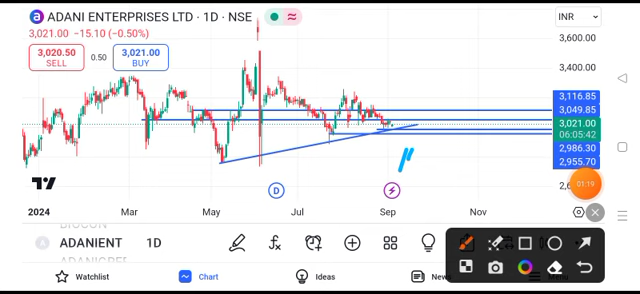 ADANI ENTERPRISES LTD · 1D · NSE
INR
3,021.00 −15.10 (−0.50%)
3,020.50
SELL
0.50
3,021.00
BUY
3,600.00
3,400.00
3,116.85
3,049.85
3,021.00
06:05:42
2,986.30
2,955.70
01:19
D
2024
Mar
May
Jul
Sep
Nov
ADANIENT
1D
Watchlist
Chart
Ideas
News